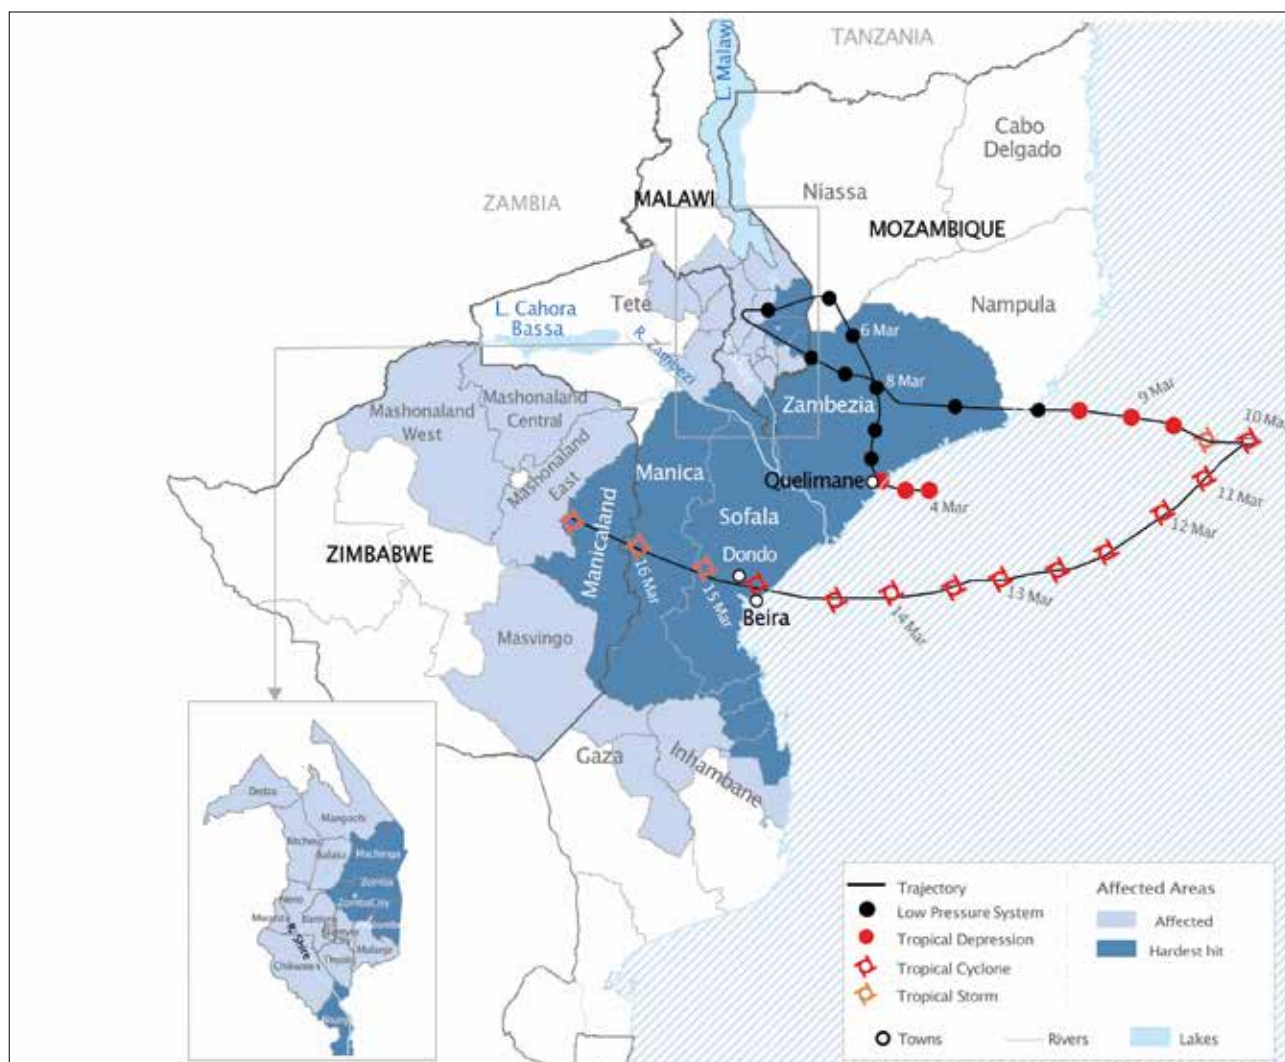 TANZANIA
L. Malawi
Cabo
Delgado
ZAMBIA
MALAWI
Niassa
MOZAMBIQUE
Tete
Nampula
L. Cahora
Bassa
R. Zambezi
6 Mar
8 Mar
9 Mar
10 Mar
Mashonaland
Central
Mashonaland
West
Zambezia
Mashonaland
East
Manica
Quelimane
4 Mar
11 Mar
12 Mar
Manicaland
Sofala
ZIMBABWE
Dondo
16 Mar
15 Mar
Beira
14 Mar
13 Mar
Masvingo
Gaza
Inhambane
Dedza
Mangochi
Balaka
Machinga
Zomba
ZombaCity
Neno
Mwanza
R. Shire
Mulanje
Thyolo
Chikwawa
Trajectory
Low Pressure System
Tropical Depression
Tropical Cyclone
Tropical Storm
Towns
Rivers
Lakes
Affected Areas
Affected
Hardest hit